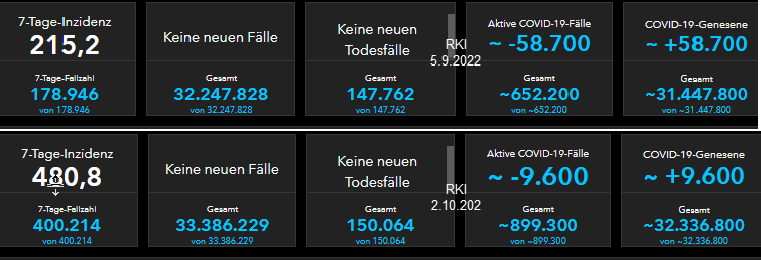 7-Tage-Inzidenz
215,2
7-Tage-Fallzahl
178.946
von 178.946
Keine neuen Fälle
Gesamt
32.247.828
von 32.247.828
Keine neuen
Todesfälle
Gesamt
147.762
von 147.762
RKI
5.9.2022
Aktive COVID-19-Fälle
~ -58.700
Gesamt
~652.200
von ~652.200
COVID-19-Genesene
~ +58.700
Gesamt
~31.447.800
von ~31.447.800
7-Tage-Inzidenz
480,8
7-Tage-Fallzahl
400.214
von 400.214
Keine neuen Fälle
Gesamt
33.386.229
von 33.386.229
Keine neuen
Todesfälle
Gesamt
150.064
von 150.064
RKI
2.10.202
Aktive COVID-19-Fälle
~ -9.600
Gesamt
~899.300
von ~899.300
COVID-19-Genesene
~ +9.600
Gesamt
~32.336.800
von ~32.336.800